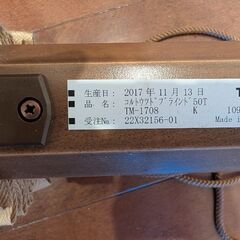 生産日: 2017 年 11 月 13 日
品 名: コルトウッドブラインド50T
TM-1708 K 109
受注No: 22X32156-01 Made in